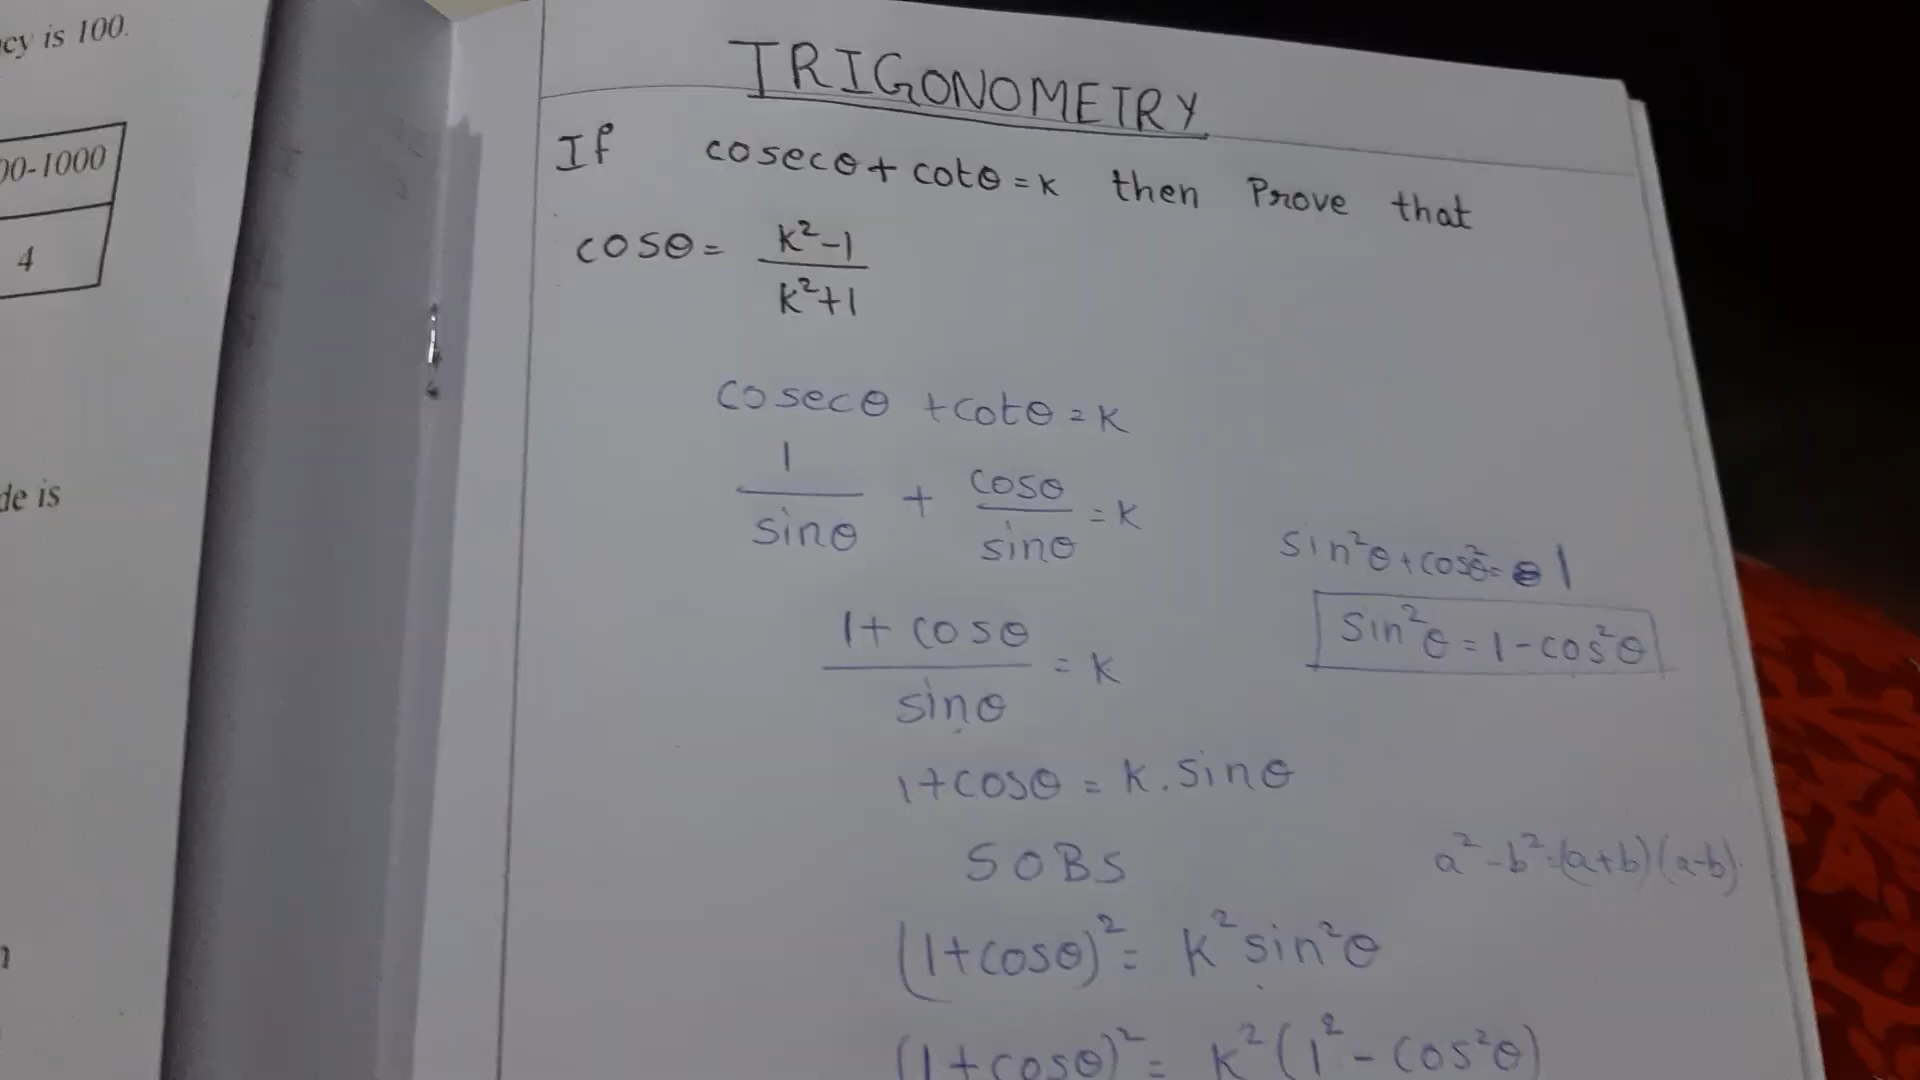 cy is 100.
00-1000
4
de is
TRIGONOMETRY
If cosecθ + cotθ = k then Prove that
cosθ = k²-1 / k²+1
cosecθ + cotθ = k
1 / sinθ + cosθ / sinθ = k
sin²θ + cos²θ = 1
1 + cosθ / sinθ = k
sin²θ = 1 - cos²θ
1 + cosθ = k . sinθ
SOBS
a² - b² = (a+b)(a-b)
(1+cosθ)² = k² sin²θ
(1+cosθ)² = k² (1² - cos²θ)